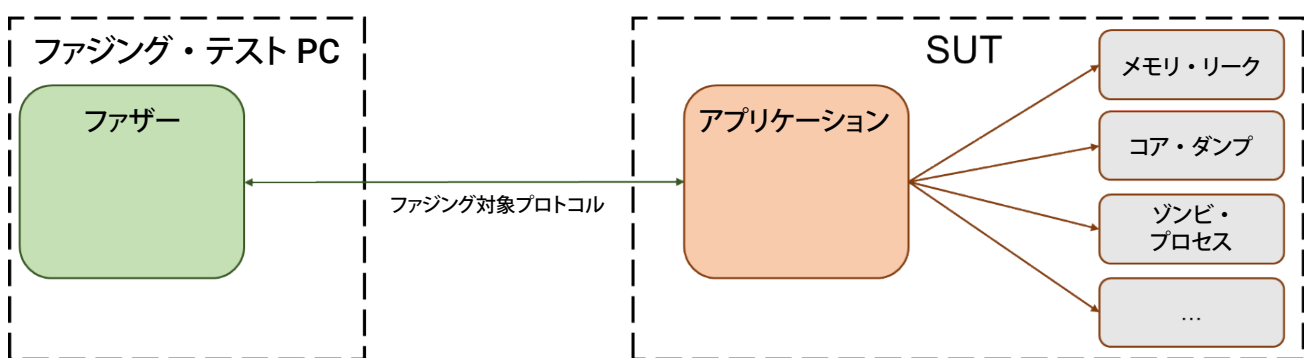 ファジング・テスト PC
ファザー
ファジング対象プロトコル
SUT
アプリケーション
メモリ・リーク
コア・ダンプ
ゾンビ・
プロセス
...